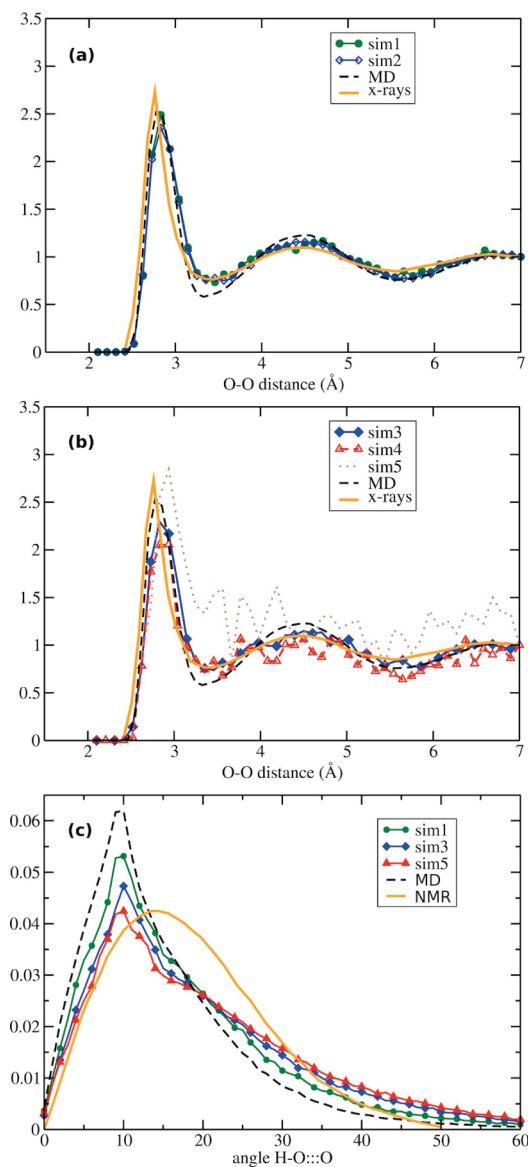 3.5
(a)
sim1
sim2
MD
x-rays
3
2.5
2
1.5
1
0.5
0
2 3 4 5 6 7
O-O distance (Å)
3.5
(b)
sim3
sim4
sim5
MD
x-rays
3
2.5
2
1.5
1
0.5
0
2 3 4 5 6 7
O-O distance (Å)
0.06
(c)
sim1
sim3
sim5
MD
NMR
0.05
0.04
0.03
0.02
0.01
0
0 10 20 30 40 50 60
angle H-O:::O